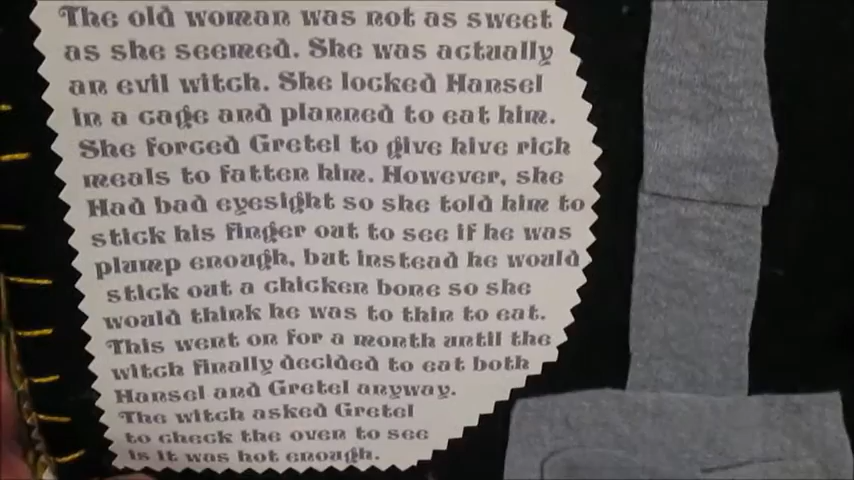 The old woman was not as sweet
as she seemed. She was actually
an evil witch. She locked Hansel
in a cage and planned to eat him.
She forced Gretel to give hive rich
meals to fatten him. However, she
Had bad eyesight so she told him to
stick his finger out to see if he was
plump enough, but instead he would
stick out a chicken bone so she
would think he was to thin to eat.
This went on for a month until the
witch finally decided to eat both
Hansel and Gretel anyway.
The witch asked Gretel
to check the oven to see
is it was hot enough.